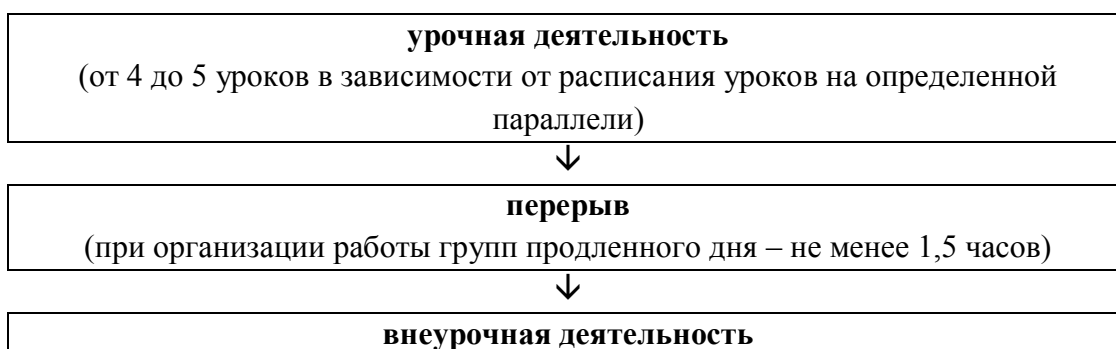 урочная деятельность
(от 4 до 5 уроков в зависимости от расписания уроков на определенной
параллели)
перерыв
(при организации работы групп продленного дня – не менее 1,5 часов)
внеурочная деятельность